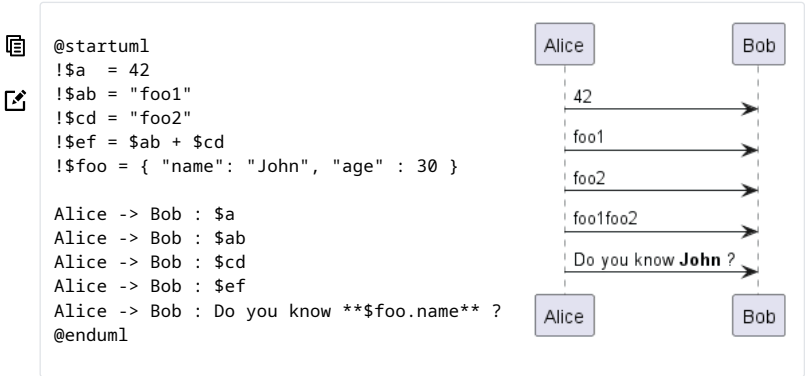 @startuml
!$a  = 42
!$ab = "foo1"
!$cd = "foo2"
!$ef = $ab + $cd
!$foo = { "name": "John", "age" : 30 }

Alice -> Bob : $a
Alice -> Bob : $ab
Alice -> Bob : $cd
Alice -> Bob : $ef
Alice -> Bob : Do you know **$foo.name** ?
@enduml
Alice Bob
42
foo1
foo2
foo1foo2
Do you know John ?
Alice Bob